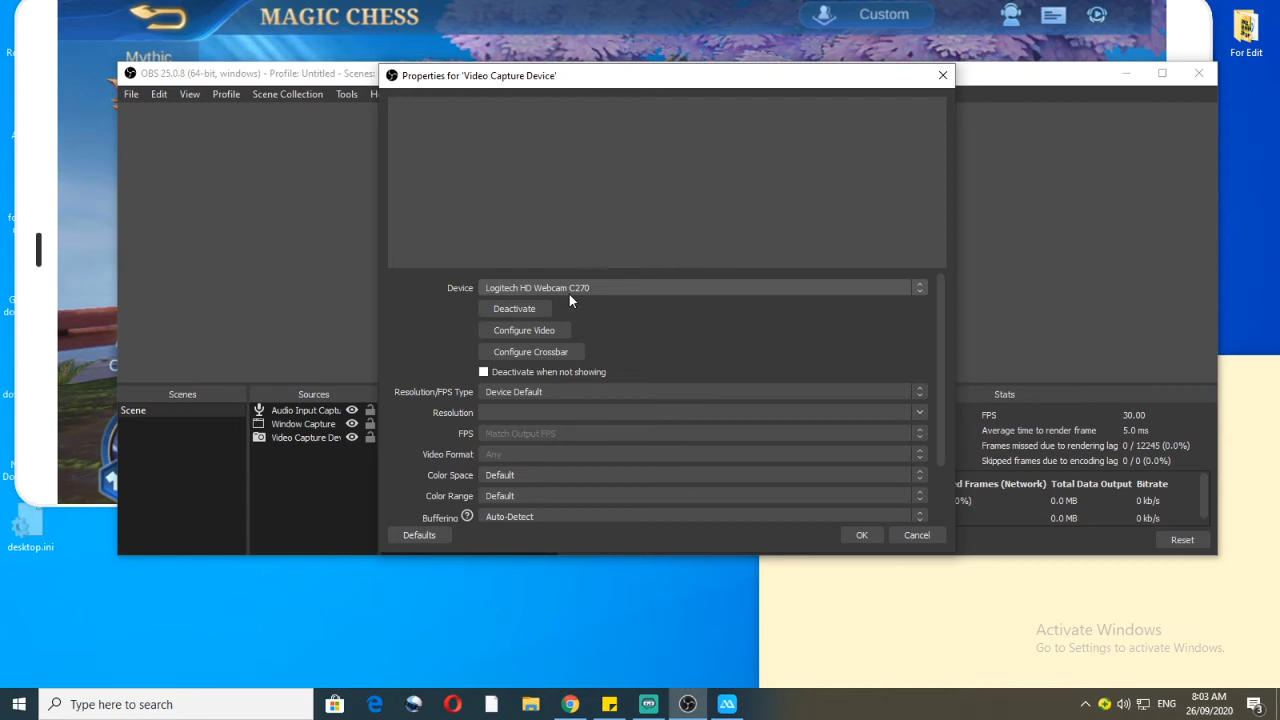 MAGIC CHESS
Custom
Mythic
For Edit
OBS 25.0.8 (64-bit, windows) - Profile: Untitled - Scenes:
Properties for 'Video Capture Device'
File Edit View Profile Scene Collection Tools H
Device Logitech HD Webcam C270
Deactivate
Configure Video
Configure Crossbar
Deactivate when not showing
Resolution/FPS Type Device Default
Resolution
FPS Match Output FPS
Video Format Any
Color Space Default
Color Range Default
Buffering ? Auto-Detect
Defaults OK Cancel
Scenes Sources Stats
Scene
Audio Input Captu
Window Capture
Video Capture Dev
FPS 30.00
Average time to render frame 5.0 ms
Frames missed due to rendering lag 0 / 12245 (0.0%)
Skipped frames due to encoding lag 0 / 0 (0.0%)
ed Frames (Network) Total Data Output Bitrate
0%) 0.0 MB 0 kb/s
0.0 MB 0 kb/s
Reset
desktop.ini
Activate Windows
Go to Settings to activate Windows.
Type here to search
ENG
8:03 AM
26/09/2020
3